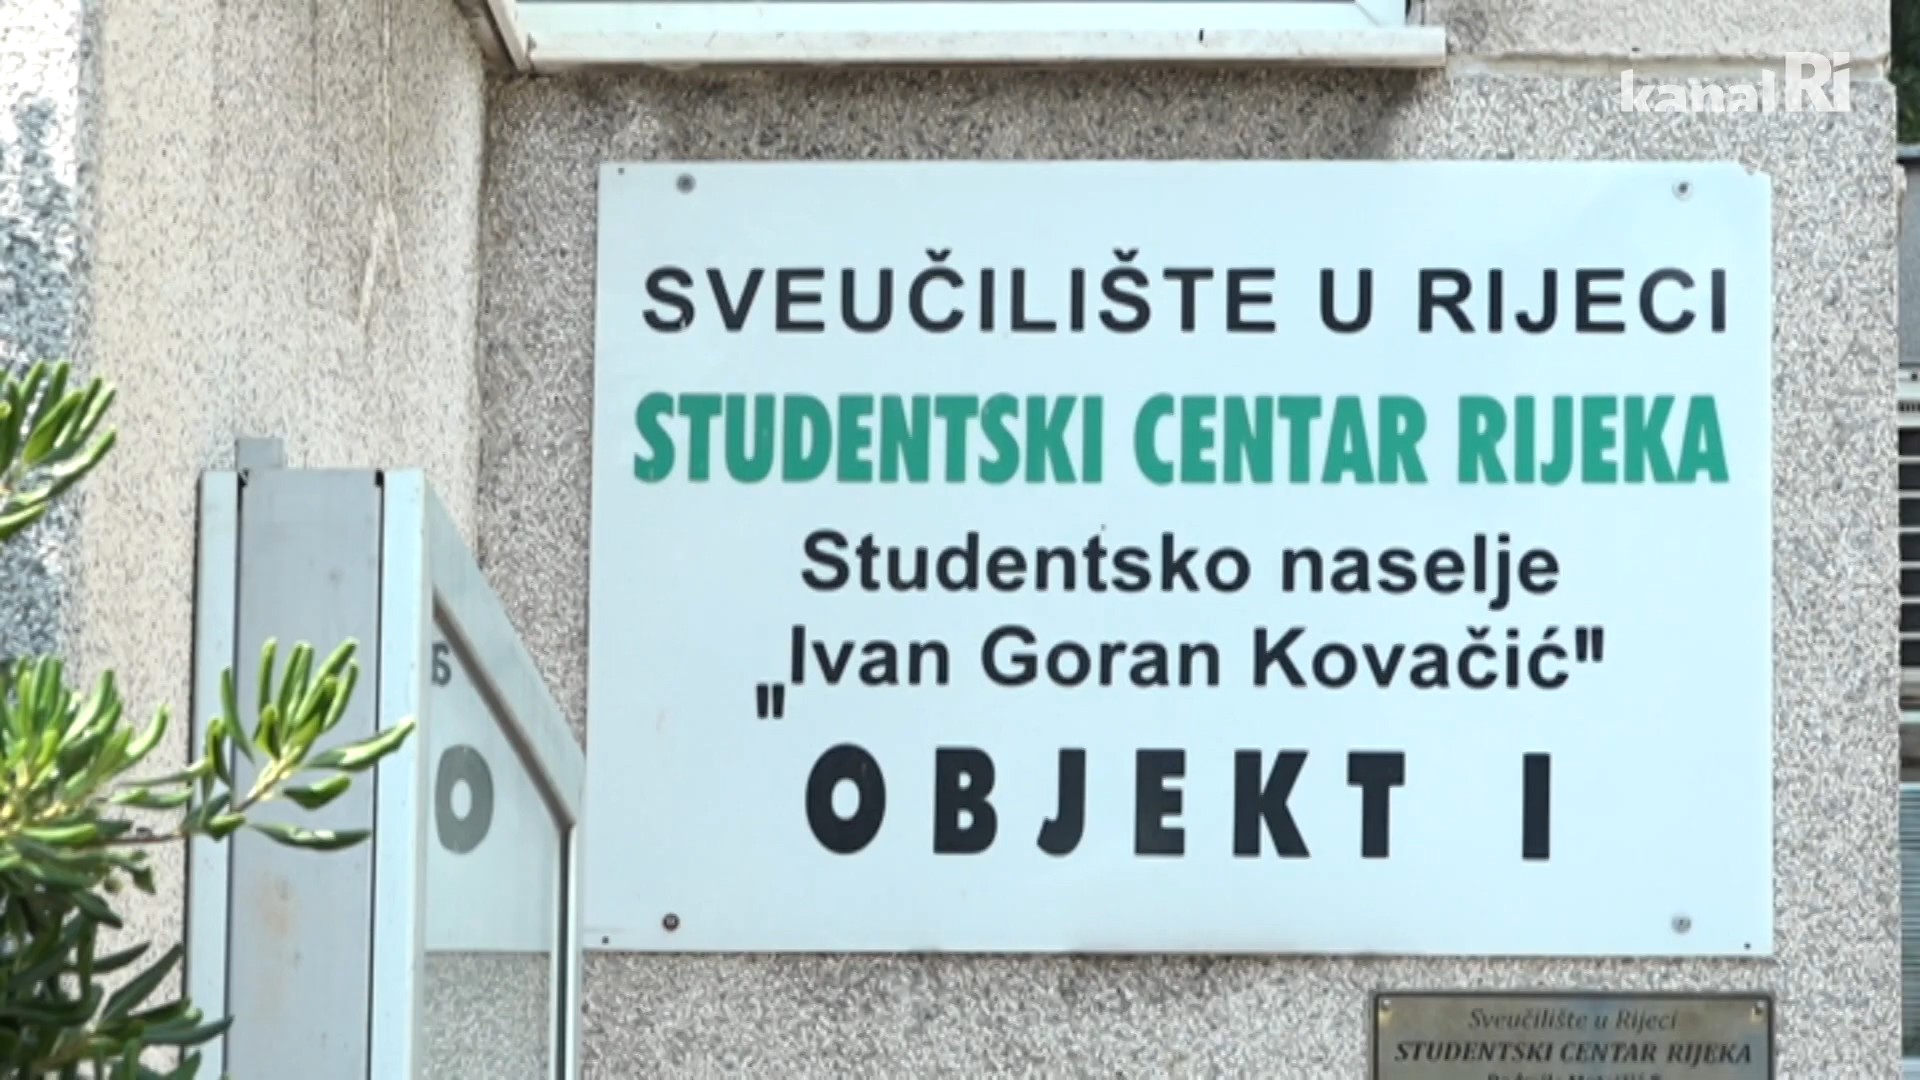 kanal Ri
SVEUČILIŠTE U RIJECI
STUDENTSKI CENTAR RIJEKA
Studentsko naselje
"Ivan Goran Kovačić"
OBJEKT I
Sveučilište u Rijeci
STUDENTSKI CENTAR RIJEKA